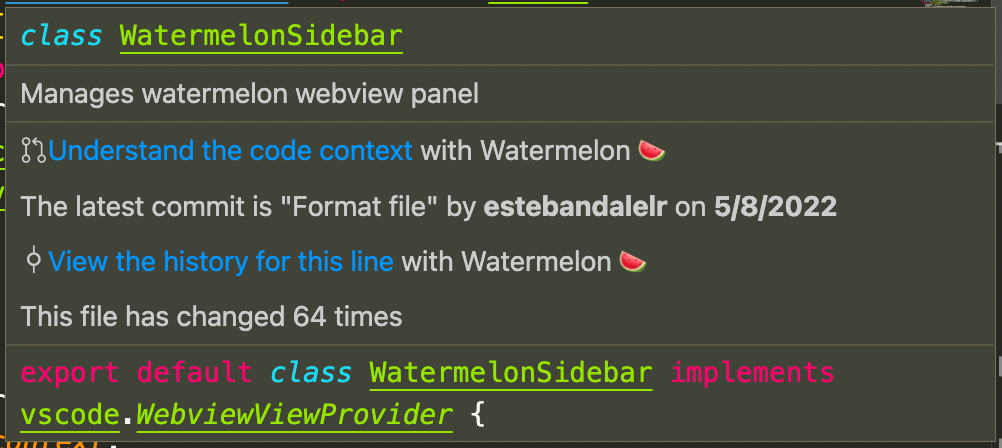 class WatermelonSidebar
Manages watermelon webview panel
Understand the code context with Watermelon 🍉
The latest commit is "Format file" by estebandalelr on 5/8/2022
View the history for this line with Watermelon 🍉
This file has changed 64 times
export default class WatermelonSidebar implements
vscode.WebviewViewProvider {